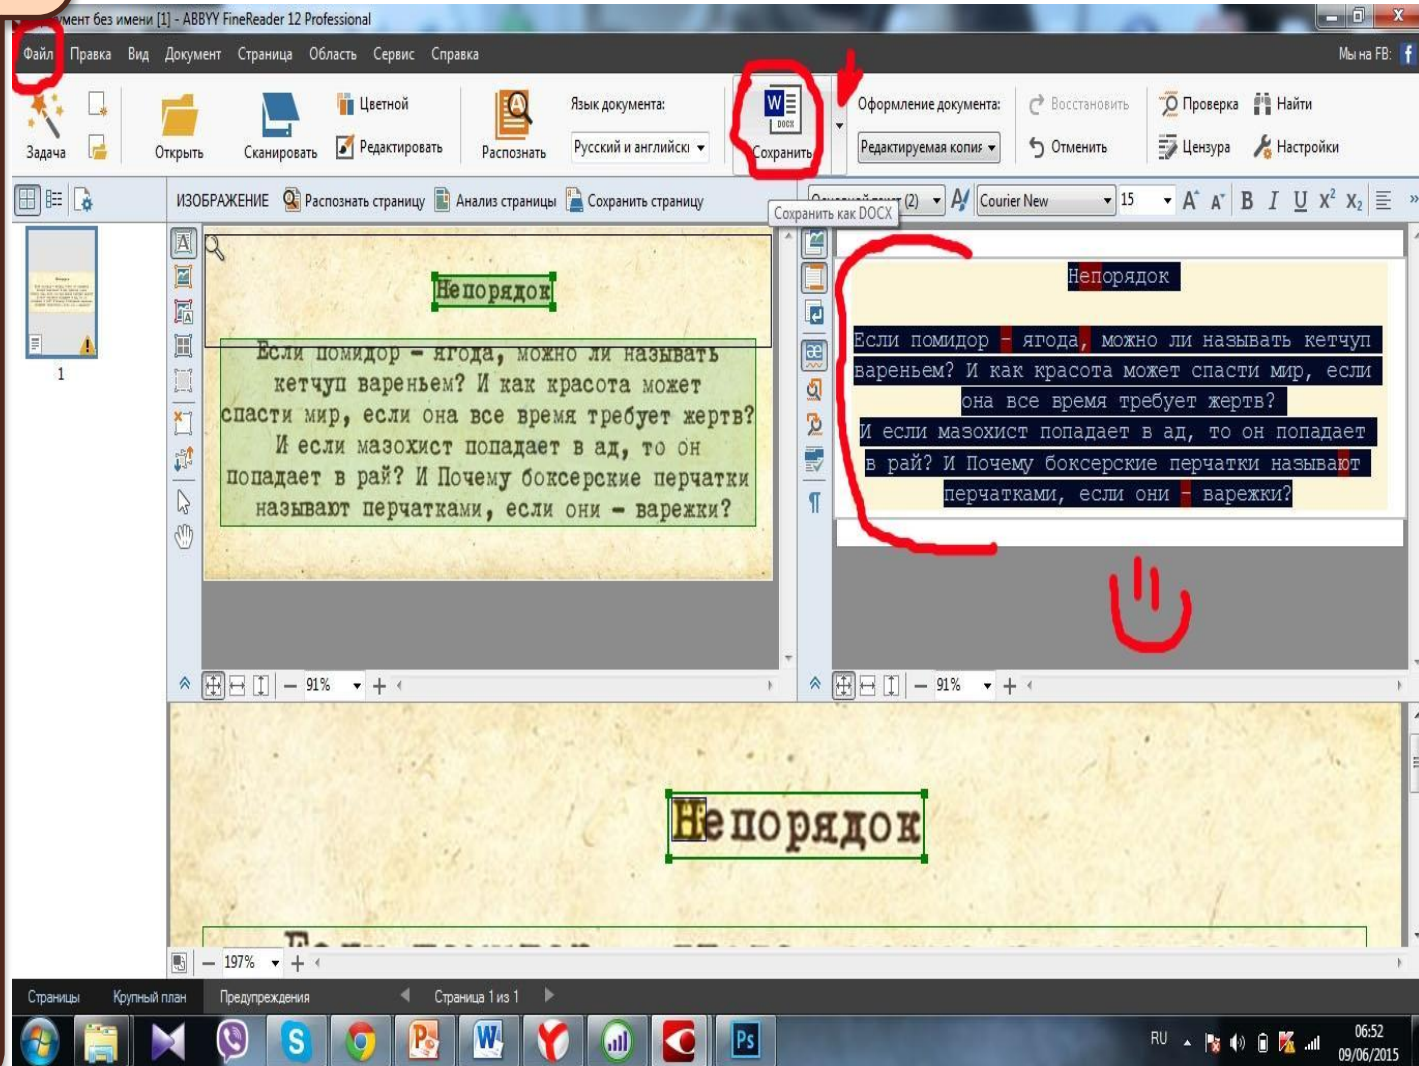 умент без имени [1] - ABBYY FineReader 12 Professional
Файл Правка Вид Документ Страница Область Сервис Справка Мы на FB:
Задача Открыть Сканировать Цветной Редактировать Распознать Язык документа: Русский и английскі Сохранить Оформление документа: Редактируемая копия Восстановить Отменить Проверка Цензура Найти Настройки
ИЗОБРАЖЕНИЕ Распознать страницу Анализ страницы Сохранить страницу
Сохранить как DOCX
(2) Courier New 15 B I U X² X₂ »
Непорядок
Если помидор – ягода, можно ли называть
кетчуп вареньем? И как красота может
спасти мир, если она все время требует жертв?
И если мазохист попадает в ад, то он
попадает в рай? И Почему боксерские перчатки
называют перчатками, если они – варежки?
Непорядок
Если помидор – ягода, можно ли называть кетчуп
вареньем? И как красота может спасти мир, если
она все время требует жертв?
И если мазохист попадает в ад, то он попадает
в рай? И Почему боксерские перчатки называют
перчатками, если они – варежки?
1
91%
91%
Непорядок
197%
Страницы Крупный план Предупреждения Страница 1 из 1
RU
06:52
09/06/2015